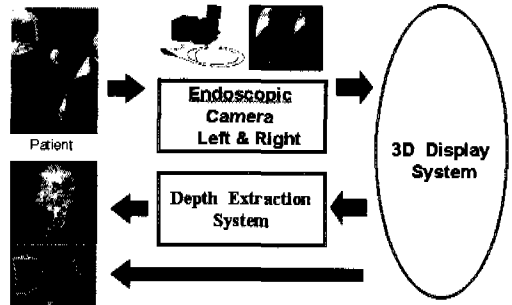 Patient
Endoscopic
Camera
Left & Right
3D Display
System
Depth Extraction
System